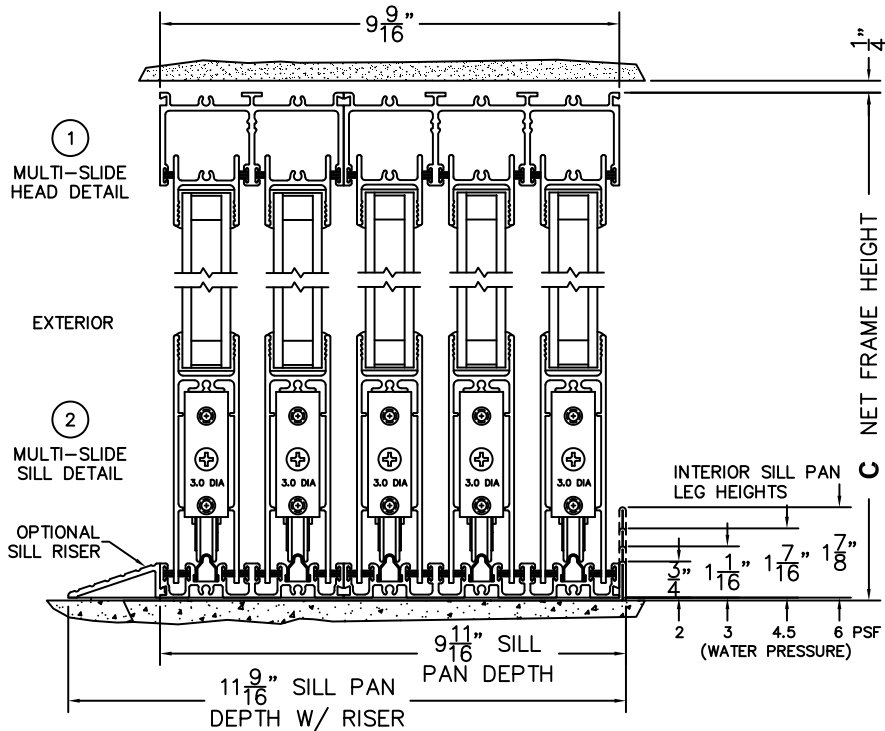 9 9/16”
1/4”
1
MULTI–SLIDE
HEAD DETAIL
EXTERIOR
C NET FRAME HEIGHT
2
MULTI–SLIDE
SILL DETAIL
3.0 DIA 3.0 DIA 3.0 DIA 3.0 DIA 3.0 DIA
INTERIOR SILL PAN
LEG HEIGHTS
OPTIONAL
SILL RISER
3/4” 1 1/16” 1 7/16” 1 7/8”
2 3 4.5 6 PSF
(WATER PRESSURE)
9 11/16” SILL
PAN DEPTH
11 9/16” SILL PAN
DEPTH W/ RISER